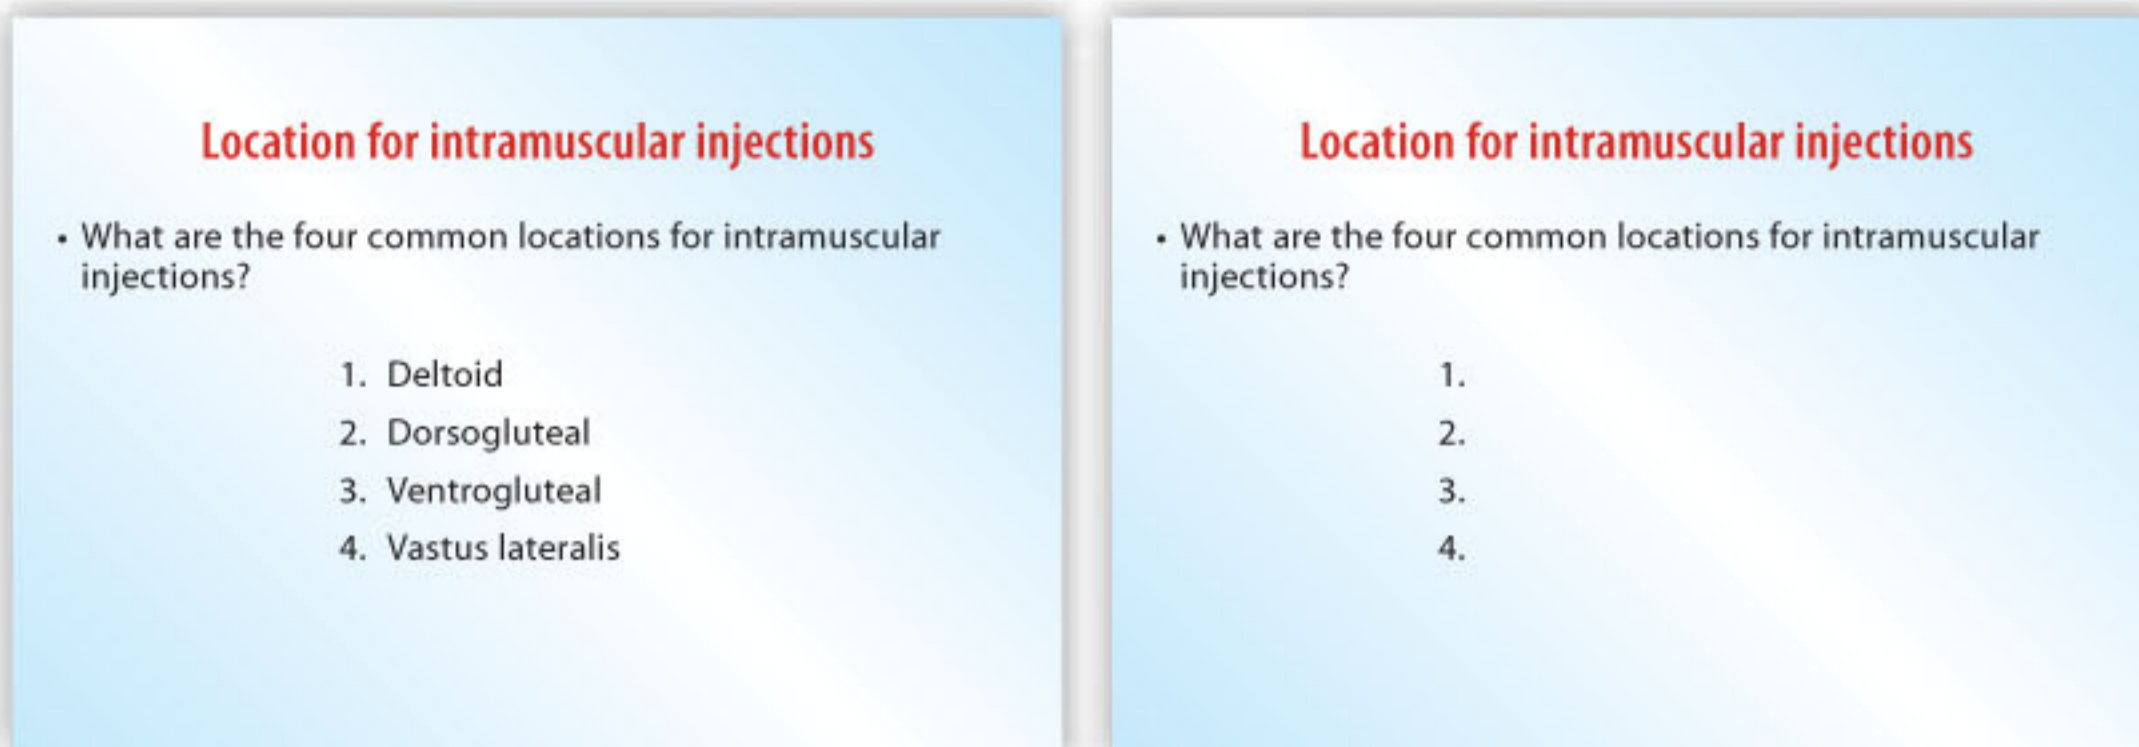 Location for intramuscular injections
• What are the four common locations for intramuscular
injections?
1. Deltoid
2. Dorsogluteal
3. Ventrogluteal
4. Vastus lateralis
Location for intramuscular injections
• What are the four common locations for intramuscular
injections?
1.
2.
3.
4.